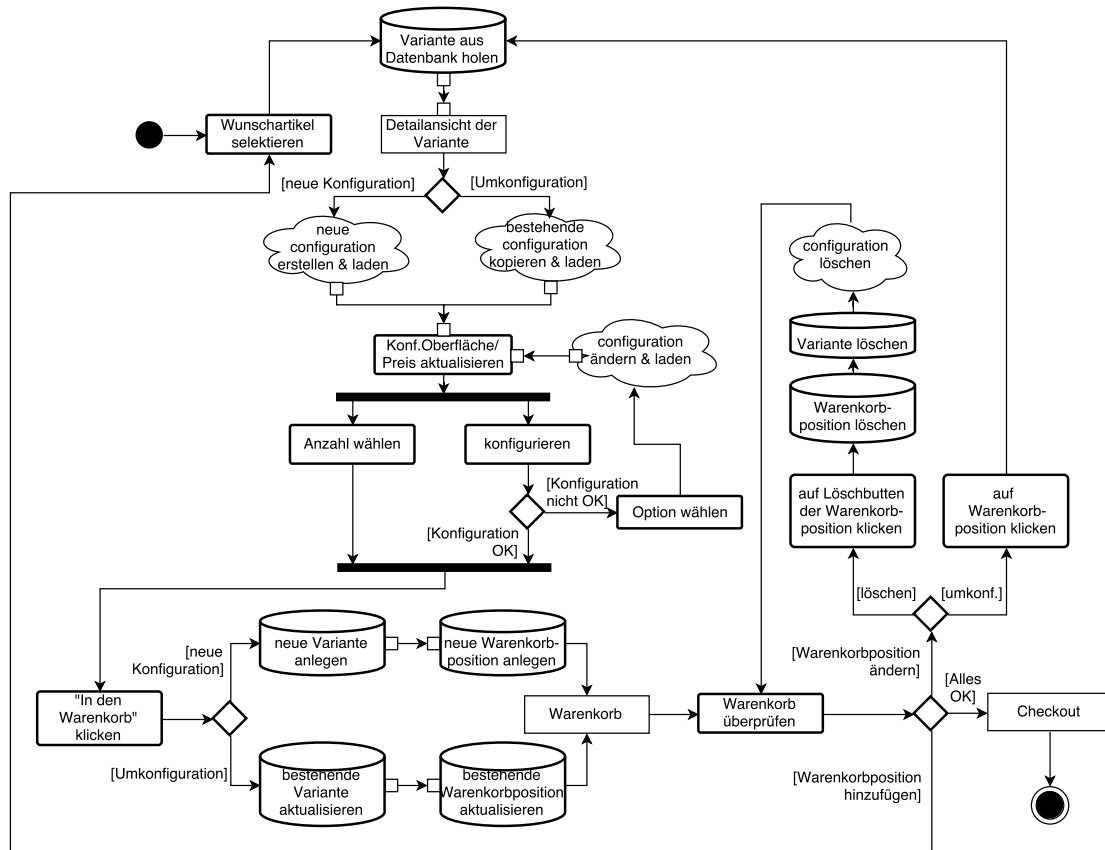 Variante aus
Datenbank holen
Wunschartikel
selektieren
Detailansicht der
Variante
[neue Konfiguration]
[Umkonfiguration]
neue
configuration
erstellen & laden
bestehende
configuration
kopieren & laden
configuration
löschen
Konf.Oberfläche/
Preis aktualisieren
configuration
ändern & laden
Variante löschen
Warenkorb-
position löschen
Anzahl wählen
konfigurieren
[Konfiguration
nicht OK]
Option wählen
auf Löschbutten
der Warenkorb-
position klicken
auf
Warenkorb-
position klicken
[Konfiguration
OK]
[löschen]
[umkonf.]
[neue
Konfiguration]
neue Variante
anlegen
neue Warenkorb-
position anlegen
[Warenkorbposition
ändern]
[Alles
OK]
"In den
Warenkorb"
klicken
Warenkorb
Warenkorb
überprüfen
Checkout
[Umkonfiguration]
bestehende
Variante
aktualisieren
bestehende
Warenkorbposition
aktualisieren
[Warenkorbposition
hinzufügen]